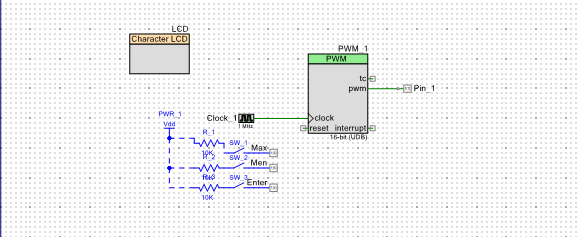 LCD
Character LCD
PWM_1
PWM
tc
pwm
Pin_1
PWR_1
Vdd
Clock_1
1 MHz
clock
reset interrupt
16-bit (UDB)
R_1
10K
SW_1
Max
R_2
SW_2
Men
R_3
SW_3
Enter
10K